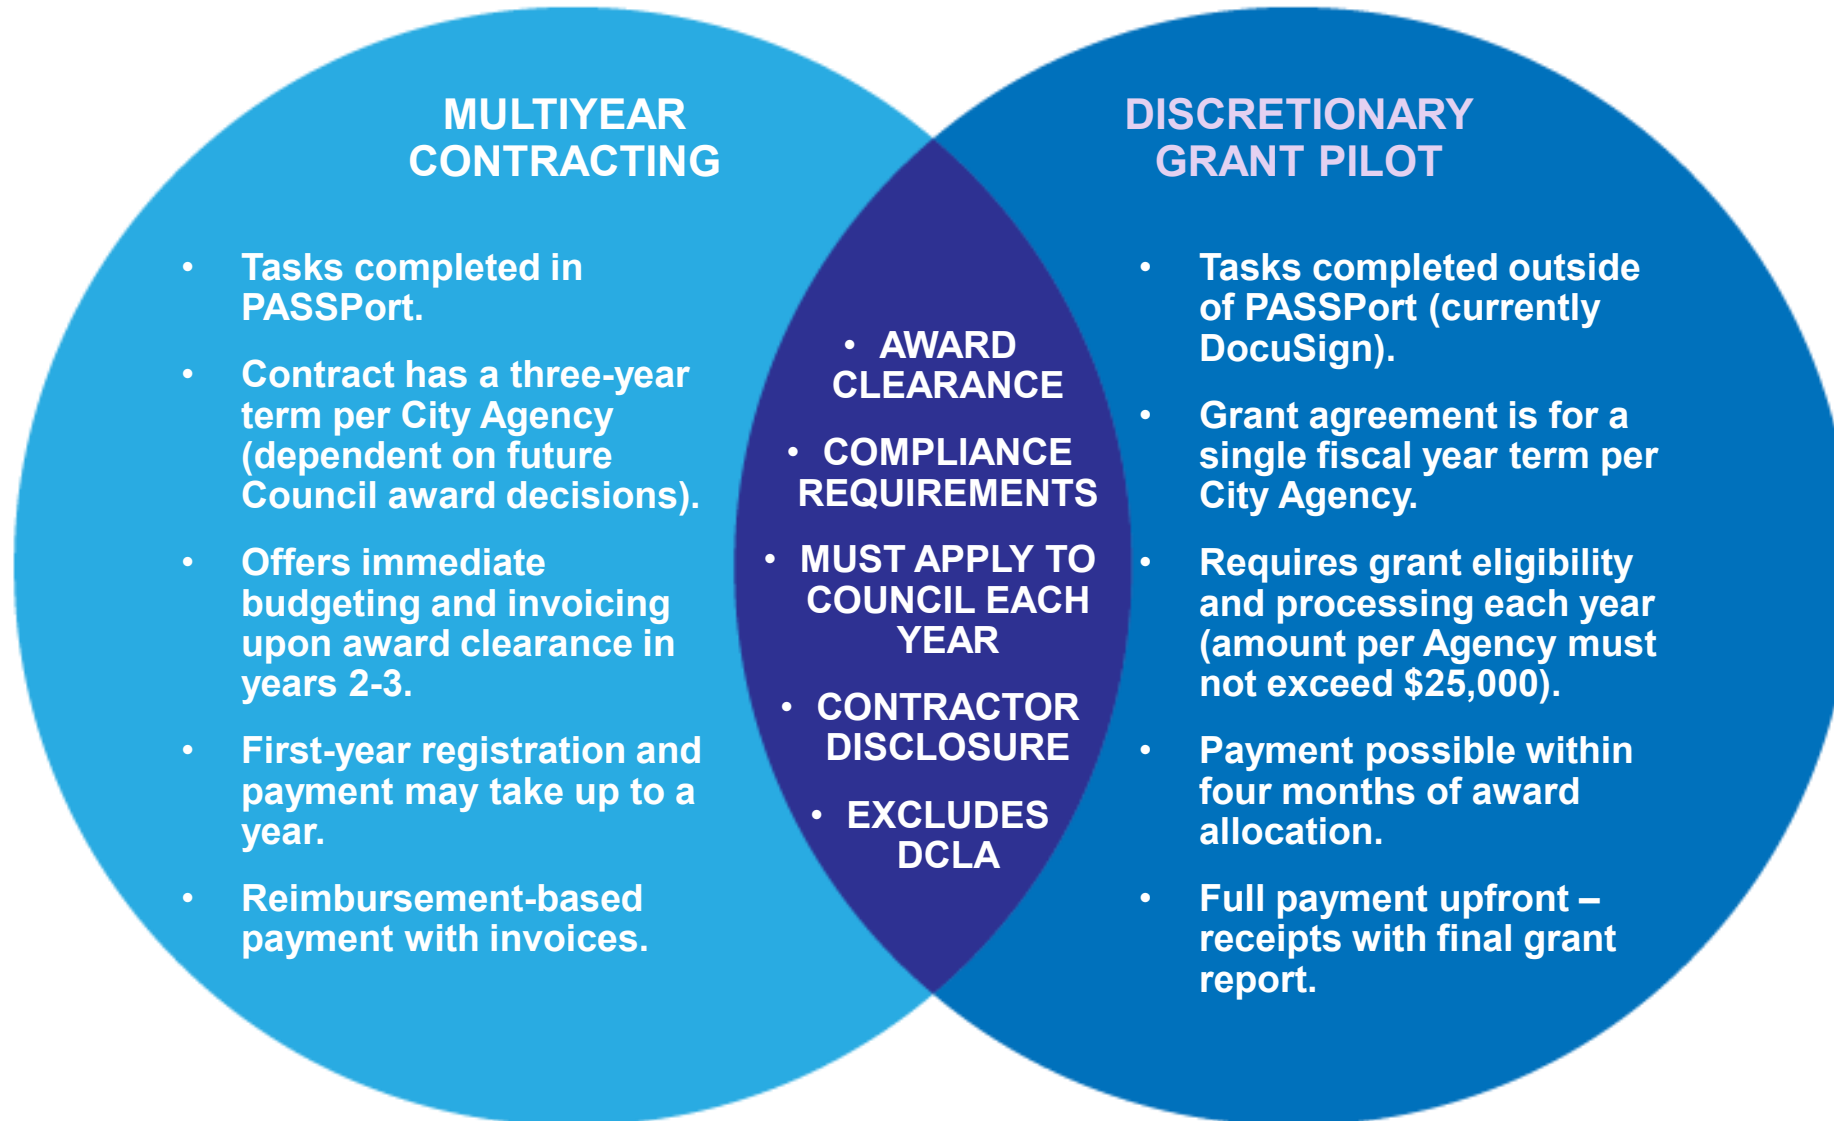 MULTIYEAR
CONTRACTING
• Tasks completed in
PASSPort.
• Contract has a three-year
term per City Agency
(dependent on future
Council award decisions).
• Offers immediate
budgeting and invoicing
upon award clearance in
years 2-3.
• First-year registration and
payment may take up to a
year.
• Reimbursement-based
payment with invoices.
• AWARD
CLEARANCE
• COMPLIANCE
REQUIREMENTS
• MUST APPLY TO
COUNCIL EACH
YEAR
• CONTRACTOR
DISCLOSURE
• EXCLUDES
DCLA
DISCRETIONARY
GRANT PILOT
• Tasks completed outside
of PASSPort (currently
DocuSign).
• Grant agreement is for a
single fiscal year term per
City Agency.
• Requires grant eligibility
and processing each year
(amount per Agency must
not exceed $25,000).
• Payment possible within
four months of award
allocation.
• Full payment upfront –
receipts with final grant
report.